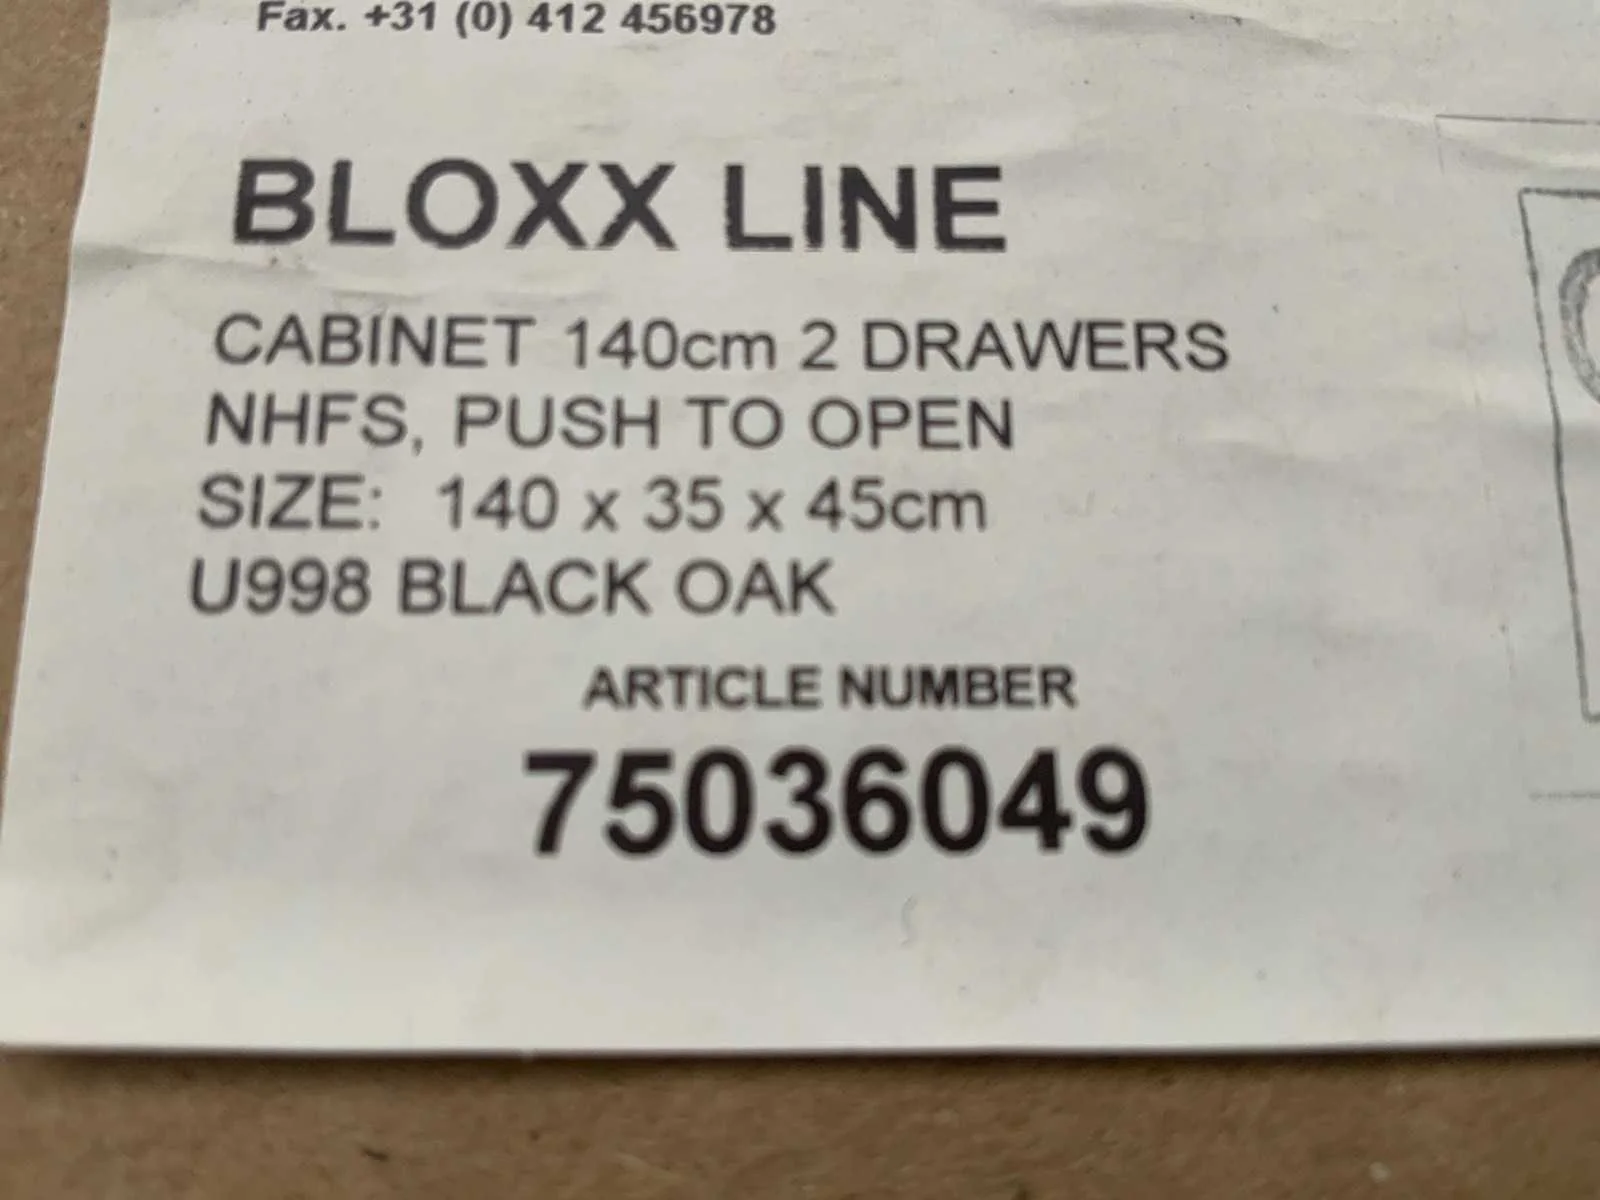 Fax. +31 (0) 412 456978
BLOXX LINE
CABINET 140cm 2 DRAWERS
NHFS, PUSH TO OPEN
SIZE: 140 x 35 x 45cm
U998 BLACK OAK
ARTICLE NUMBER
75036049